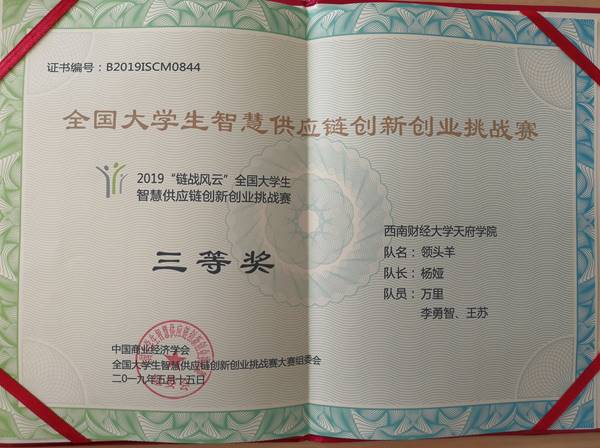 证书编号：B2019ISCM0844
全国大学生智慧供应链创新创业挑战赛
2019“链战风云”全国大学生
智慧供应链创新创业挑战赛
三等奖
中国商业经济学会
全国大学生智慧供应链创新创业挑战赛大赛组委会
二0一九年五月十五日
西南财经大学天府学院
队名：领头羊
队长：杨娅
队员：万里
李勇智、王苏